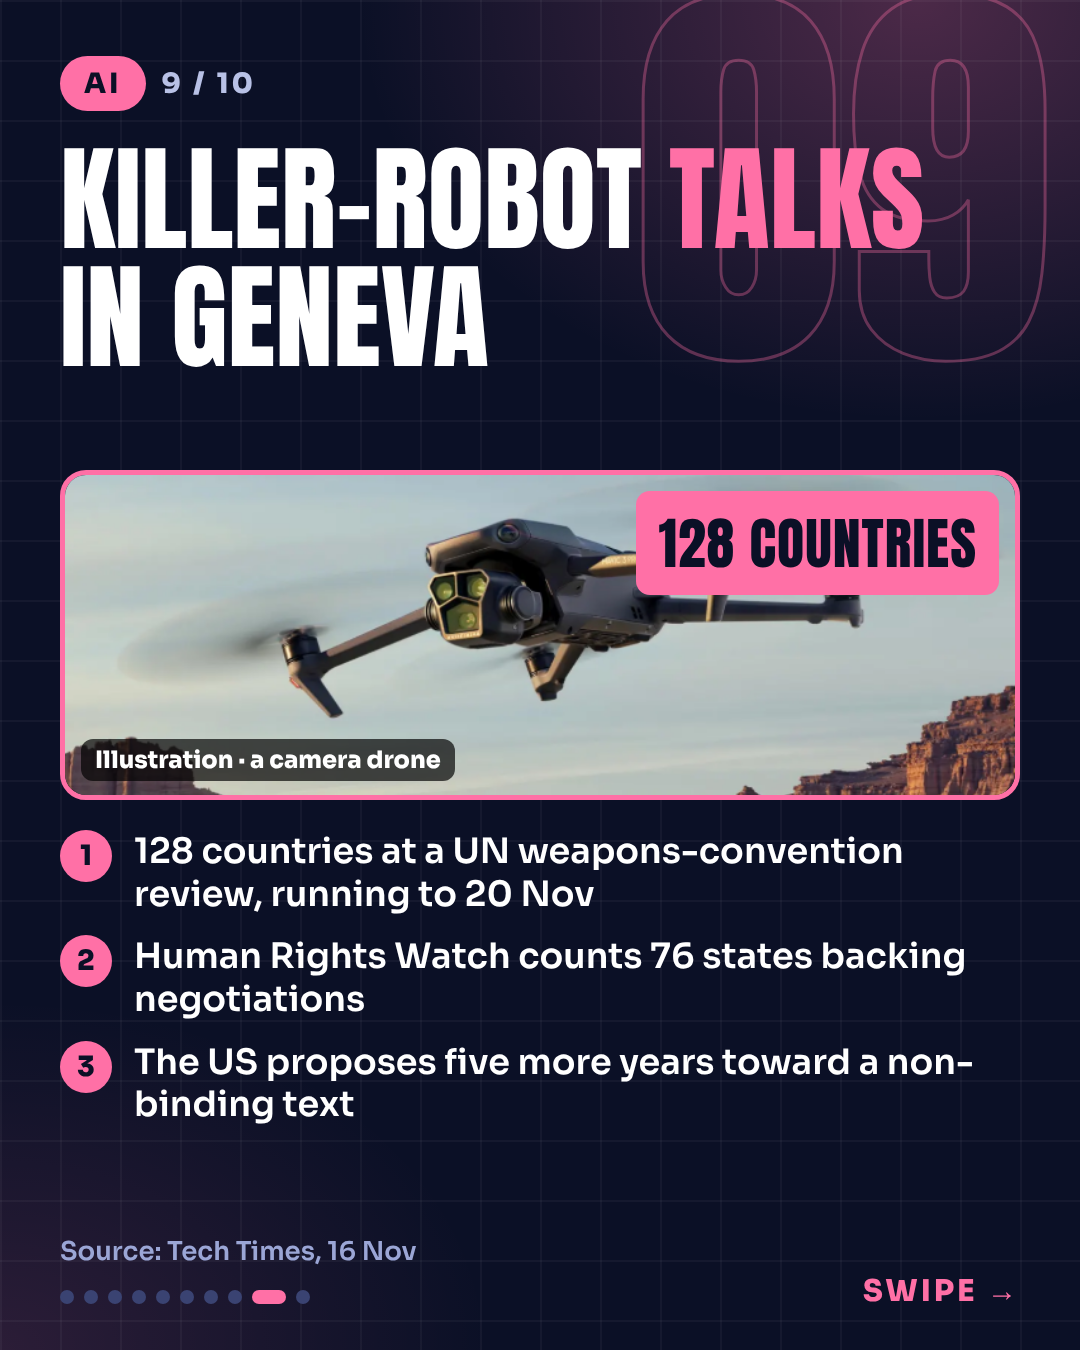 09
AI 9 / 10
KILLER-ROBOT TALKS
IN GENEVA
128 COUNTRIES
Illustration · a camera drone
1 128 countries at a UN weapons-convention
review, running to 20 Nov
2 Human Rights Watch counts 76 states backing
negotiations
3 The US proposes five more years toward a non-
binding text
Source: Tech Times, 16 Nov
SWIPE →